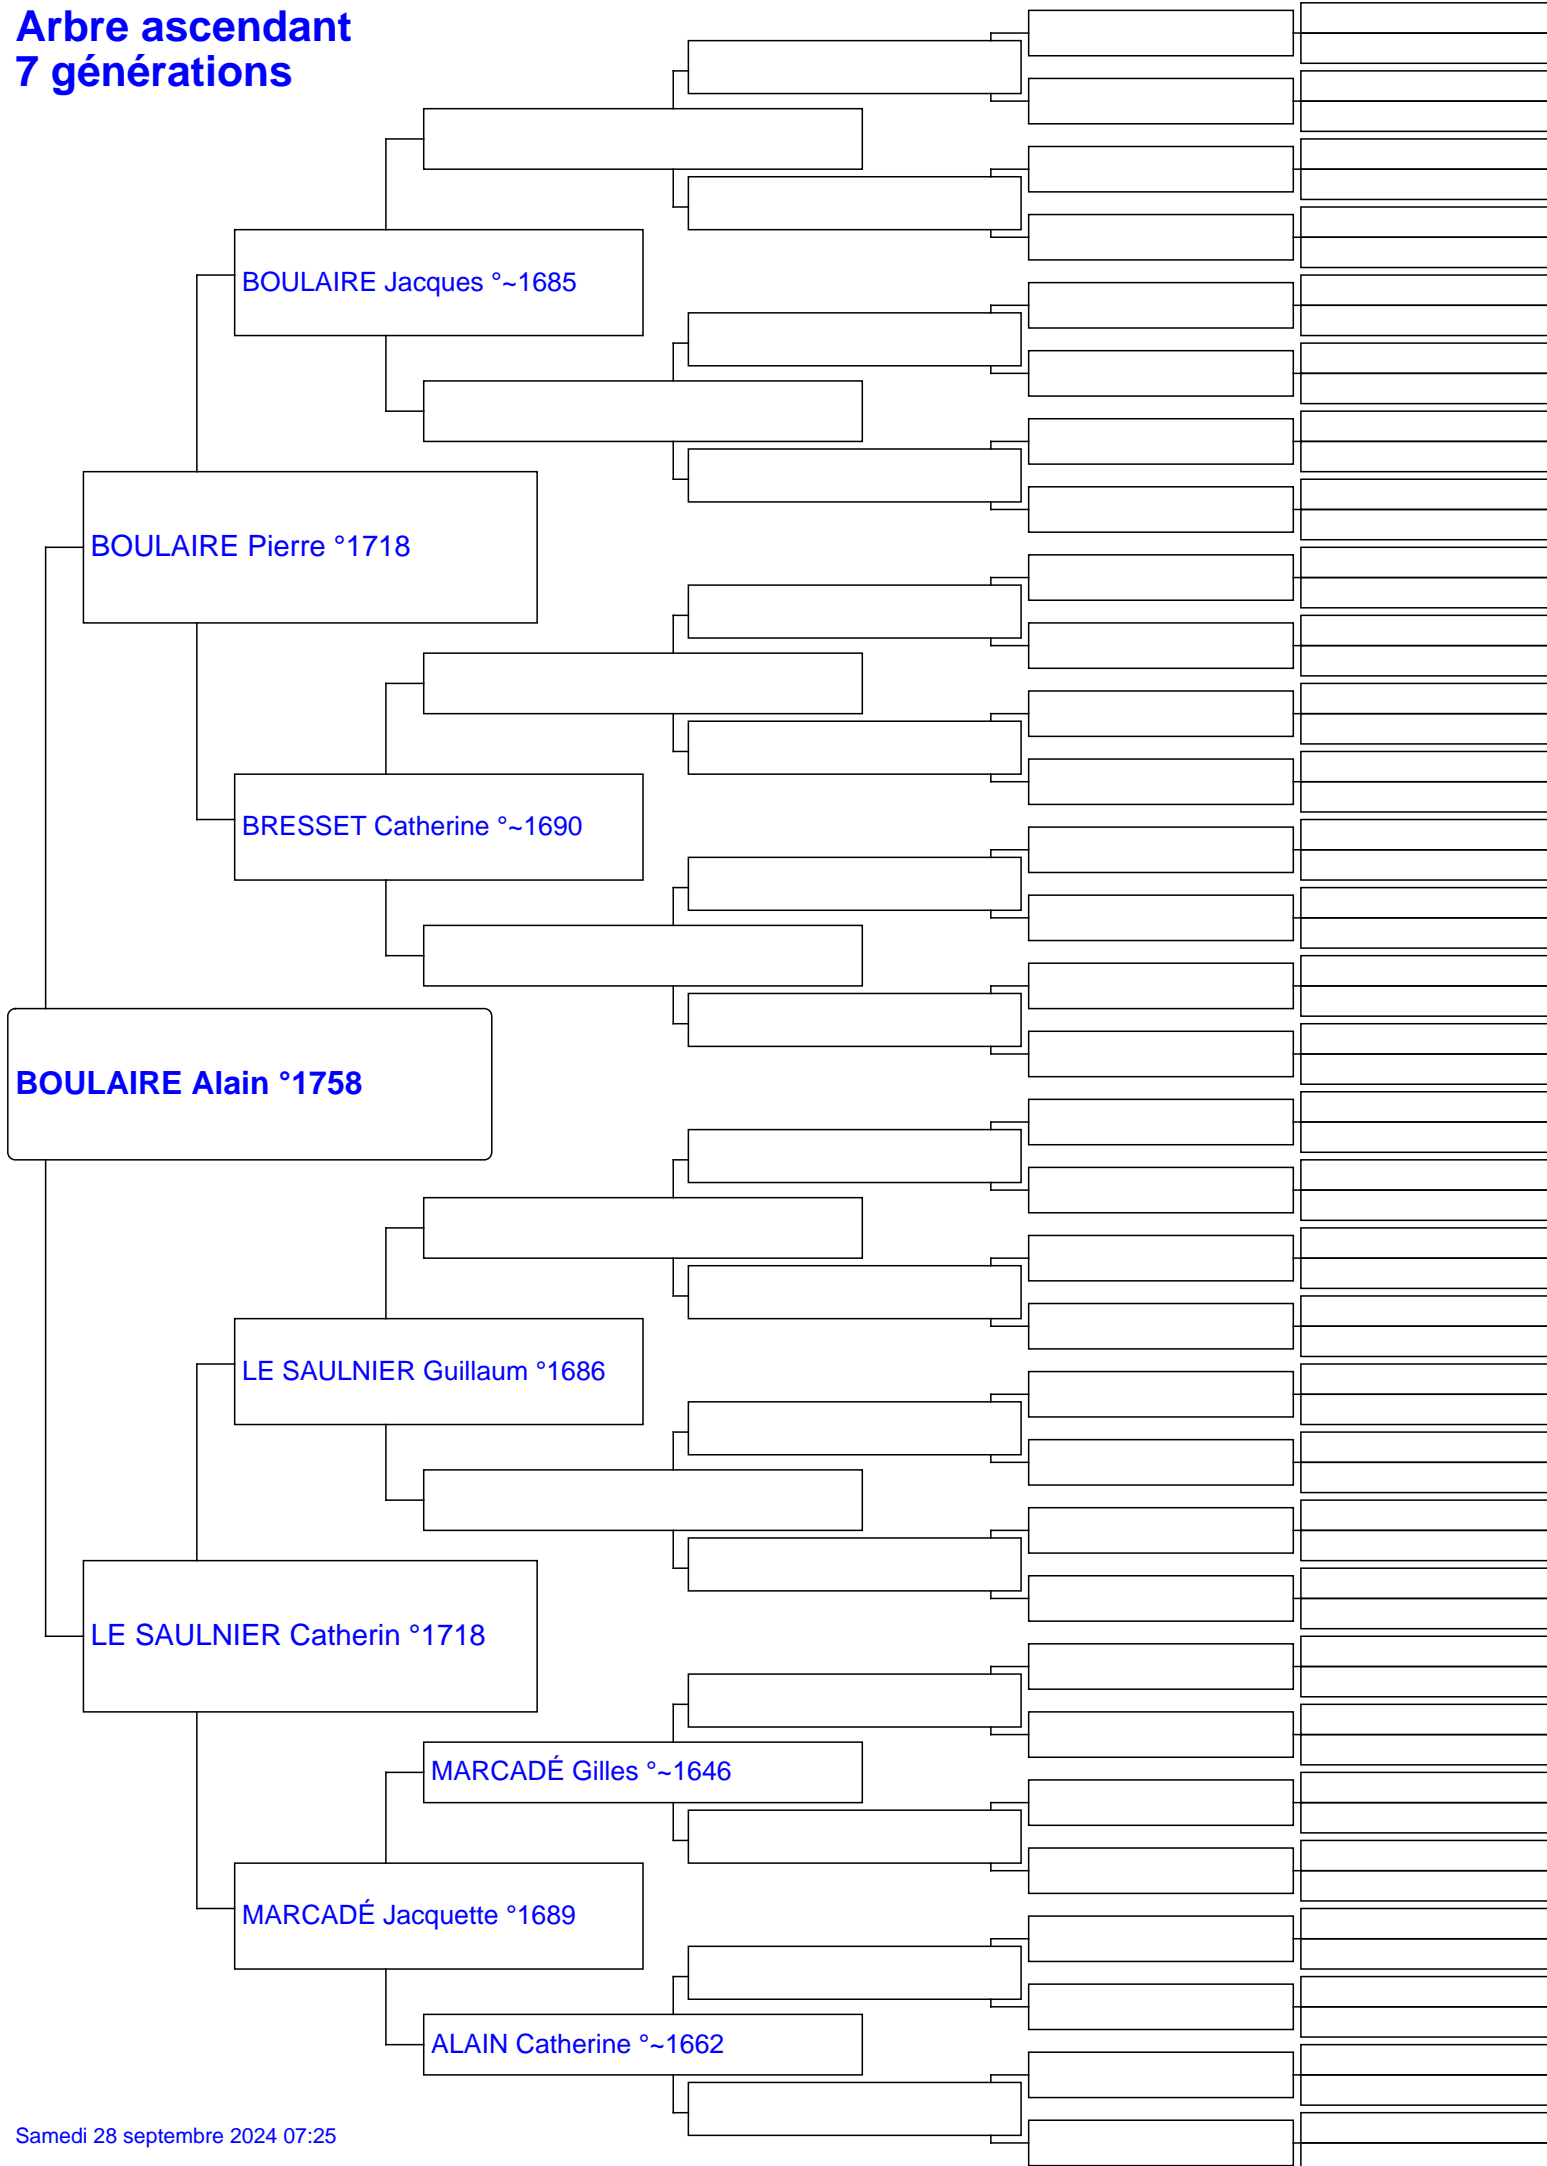 Arbre ascendant
7 générations
BOULAIRE Jacques °~1685
BOULAIRE Pierre °1718
BRESSET Catherine °~1690
BOULAIRE Alain °1758
LE SAULNIER Guillaum °1686
LE SAULNIER Catherin °1718
MARCADÉ Gilles °~1646
MARCADÉ Jacquette °1689
ALAIN Catherine °~1662
Samedi 28 septembre 2024 07:25